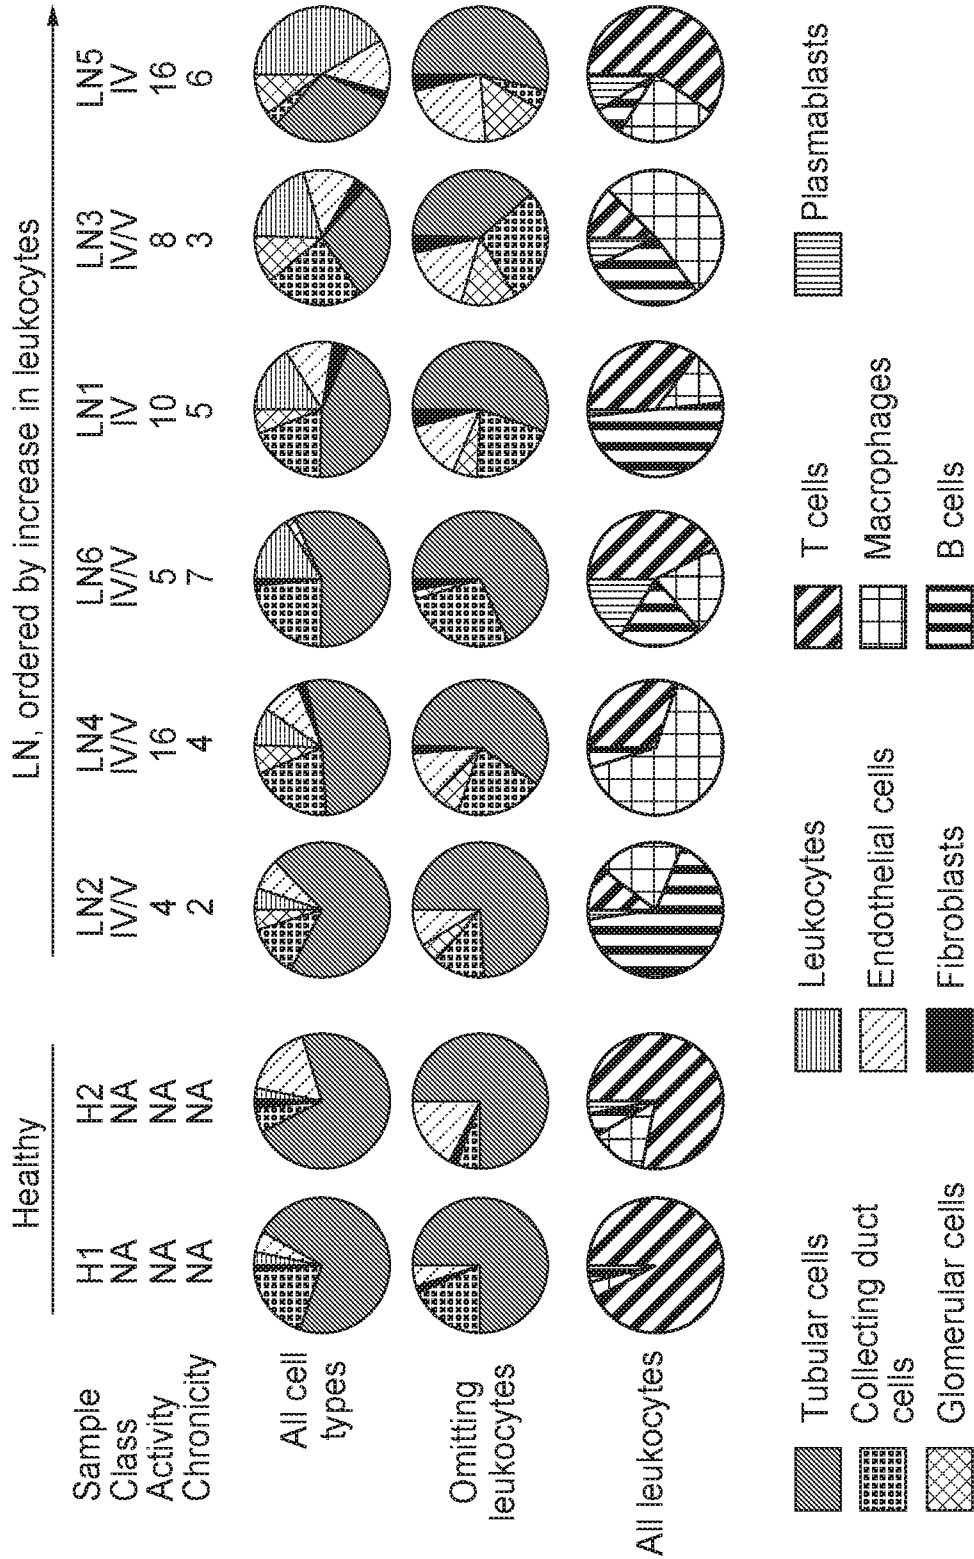 Healthy
LN, ordered by increase in leukocytes
Sample H1 H2 LN2 LN4 LN6 LN1 LN3 LN5
Class NA NA IV/V IV/V IV/V IV IV/V IV
Activity NA NA 4 16 5 10 8 16
Chronicity NA NA 2 4 7 5 3 6
All cell
types
Omitting
leukocytes
All leukocytes
Tubular cells
Collecting duct
cells
Glomerular cells
Leukocytes
Endothelial cells
Fibroblasts
T cells
Macrophages
B cells
Plasmablasts